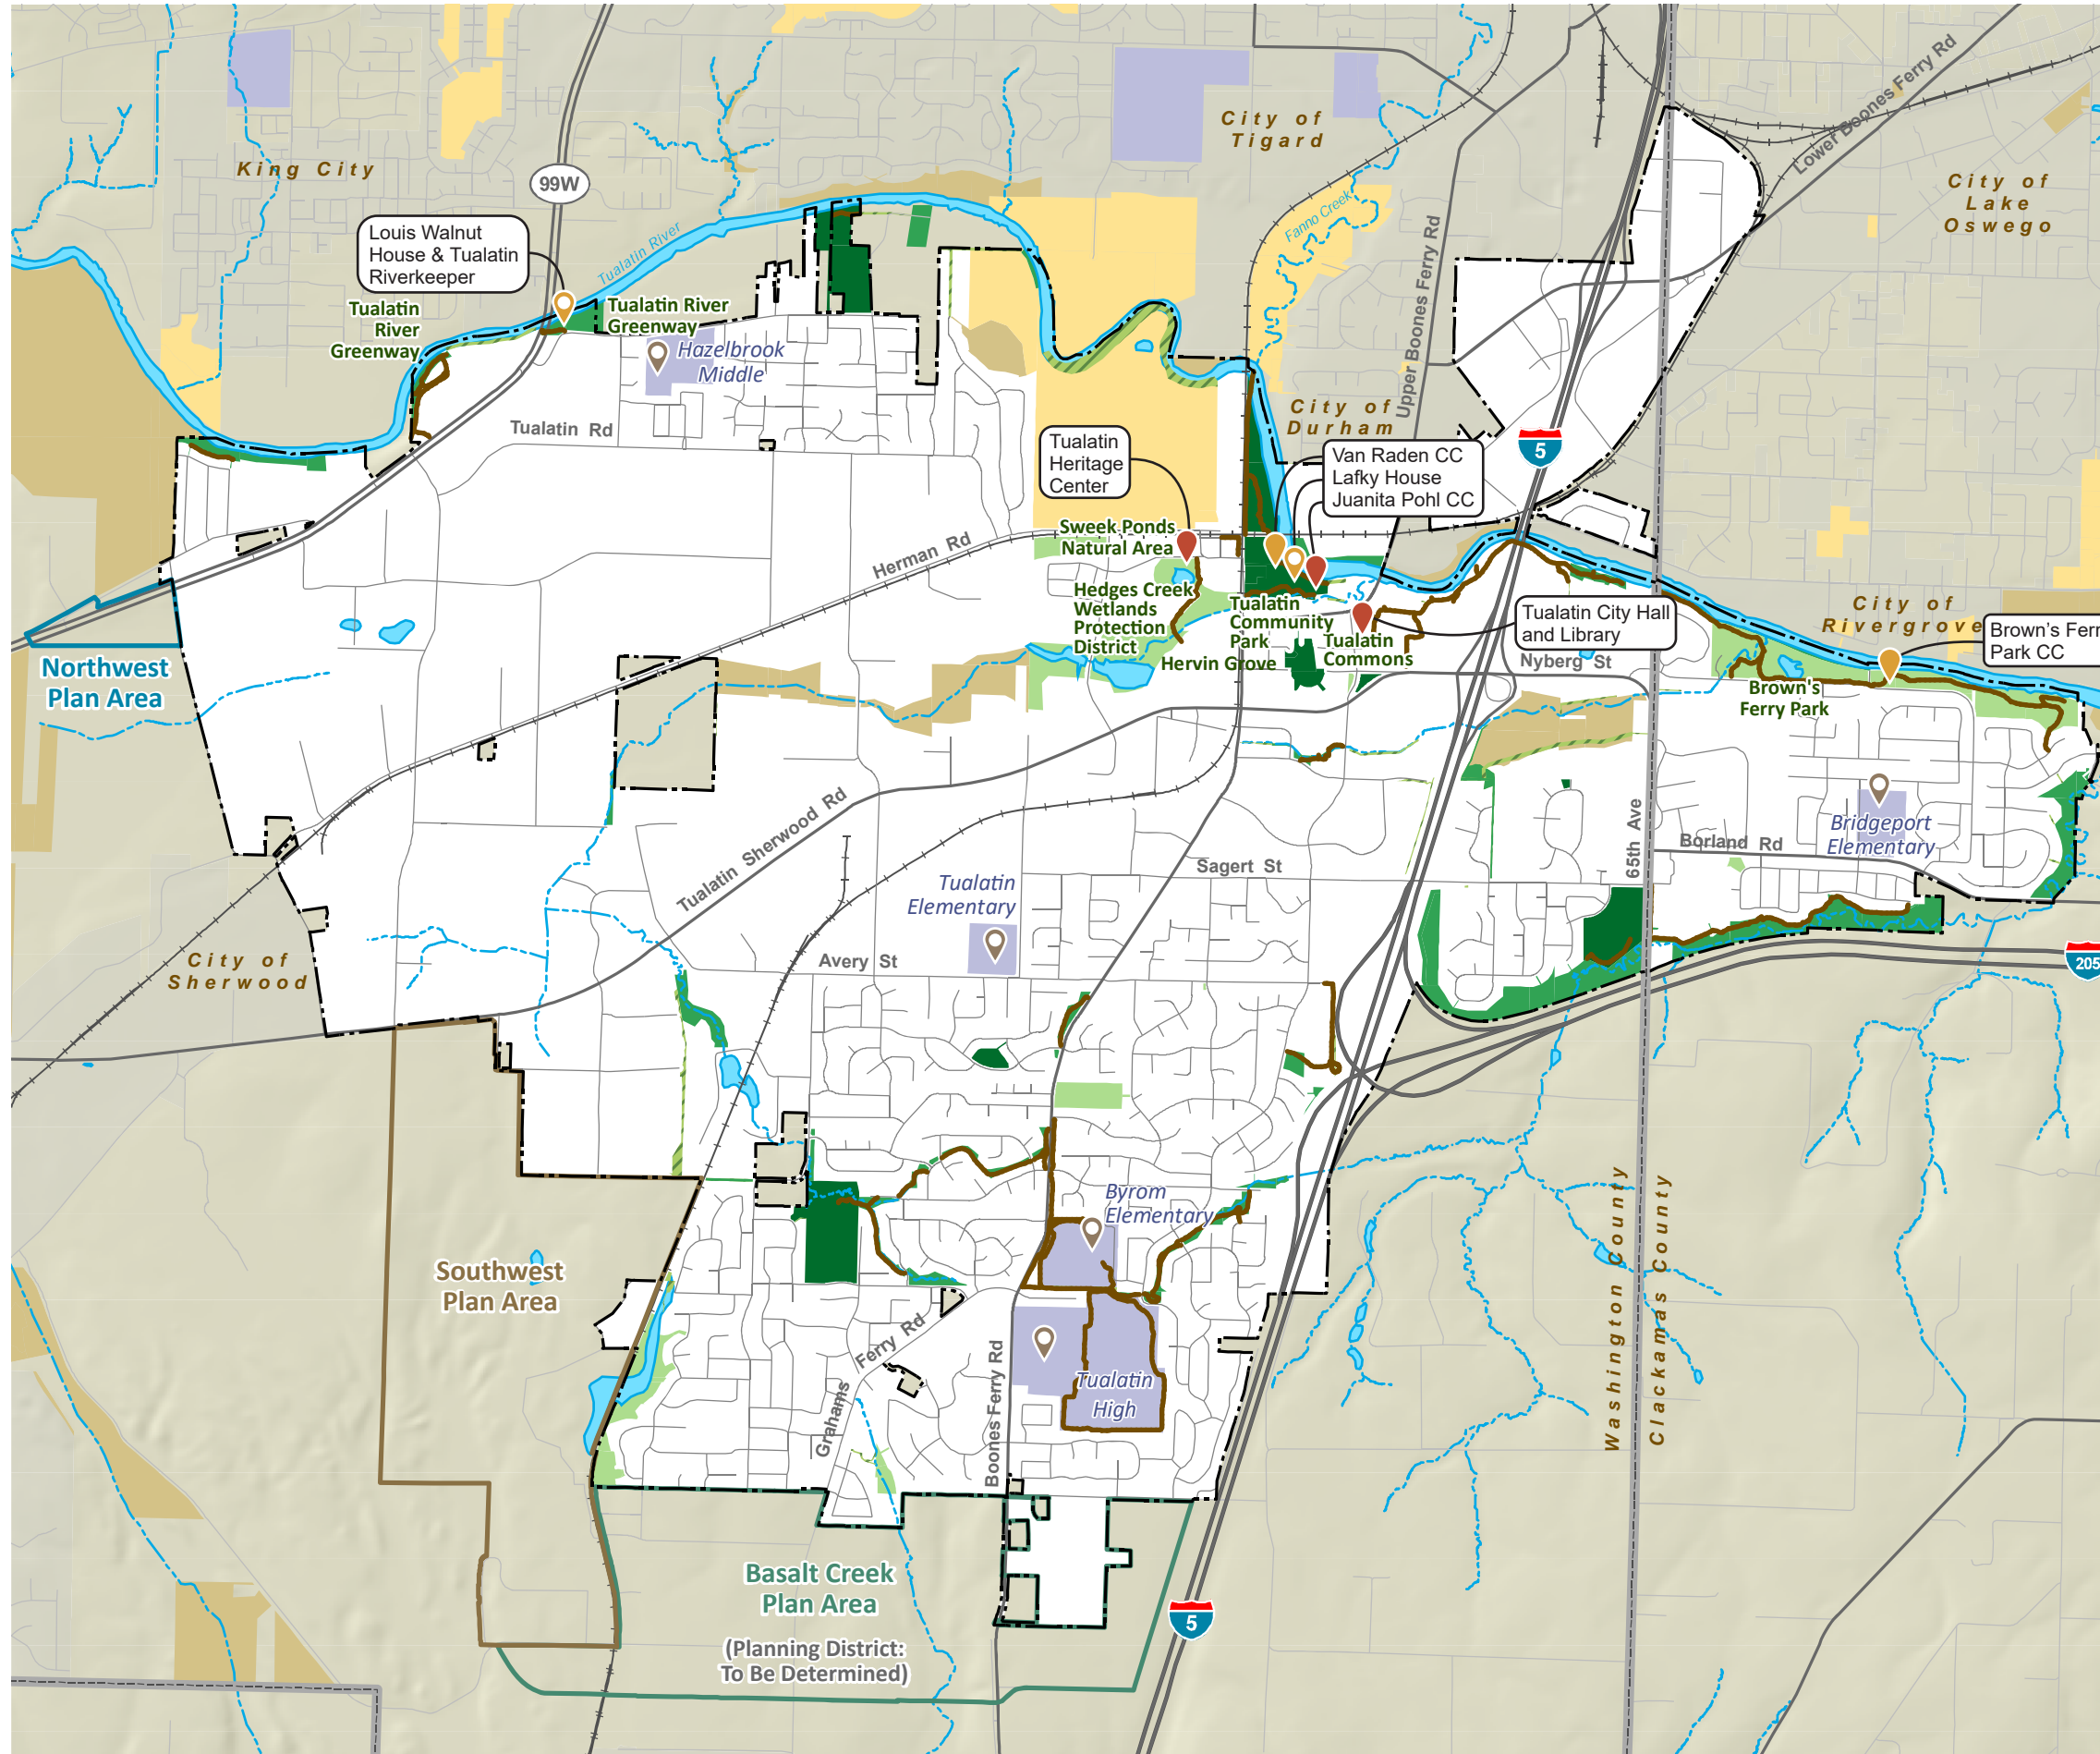 Lower Boones Ferry Rd
City of
Tigard
King City
99W
City of
Lake
Oswego
Fanno Creek
Louis Walnut
House & Tualatin
Riverkeeper
Tualatin River
Upper Boones Ferry Rd
Tualatin
River
Greenway
Tualatin River
Greenway
Hazelbrook
Middle
City of
Durham
Tualatin Rd
Tualatin
Heritage
Center
Van Raden CC
Lafky House
Juanita Pohl CC
5
Sweek Ponds
Natural Area
Herman Rd
Hedges Creek
Wetlands
Protection
District
Tualatin
Community
Park
Tualatin City Hall
and Library
City of
Rivergrove
Brown's Ferr
Park CC
Tualatin
Commons
Hervin Grove
Nyberg St
Northwest
Plan Area
Brown's
Ferry Park
Tualatin Sherwood Rd
65th Ave
Bridgeport
Elementary
Borland Rd
Sagert St
Tualatin
Elementary
Avery St
City of
Sherwood
205
Byrom
Elementary
Washington County
Clackamas County
Southwest
Plan Area
Grahams Ferry Rd
Boones Ferry Rd
Tualatin
High
Basalt Creek
Plan Area
5
(Planning District:
To Be Determined)